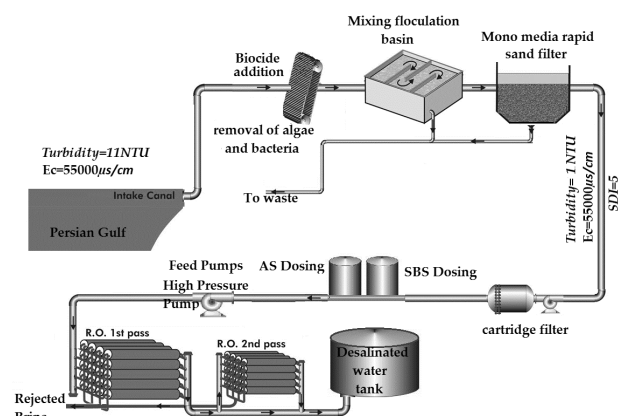 Mixing floculation
basin
Mono media rapid
sand filter
Biocide
addition
removal of algae
and bacteria
Turbidity=11NTU
Ec=55000µs/cm
Intake Canal
Persian Gulf
To waste
Turbidity= 1NTU
Ec=55000µs/cm
SDI=5
Feed Pumps
High Pressure
Pump
AS Dosing
SBS Dosing
cartridge filter
R.O. 1st pass
R.O. 2nd pass
Desalinated
water
tank
Rejected
Brine